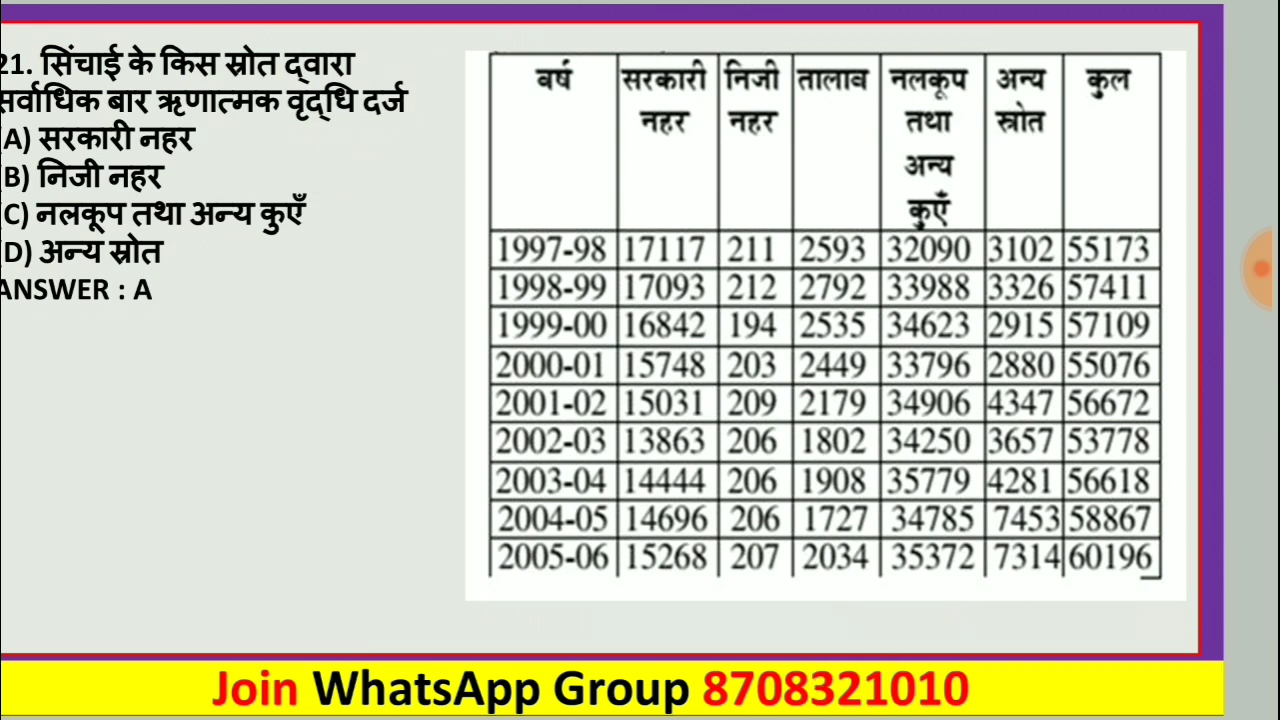 21. सिंचाई के किस स्रोत द्वारा
सर्वाधिक बार ऋणात्मक वृद्धि दर्ज
(A) सरकारी नहर
(B) निजी नहर
(C) नलकूप तथा अन्य कुएँ
(D) अन्य स्रोत
ANSWER : A
वर्ष सरकारी नहर निजी नहर तालाव नलकूप तथा अन्य कुएँ अन्य स्रोत कुल
1997-98 17117 211 2593 32090 3102 55173
1998-99 17093 212 2792 33988 3326 57411
1999-00 16842 194 2535 34623 2915 57109
2000-01 15748 203 2449 33796 2880 55076
2001-02 15031 209 2179 34906 4347 56672
2002-03 13863 206 1802 34250 3657 53778
2003-04 14444 206 1908 35779 4281 56618
2004-05 14696 206 1727 34785 7453 58867
2005-06 15268 207 2034 35372 7314 60196
Join WhatsApp Group 8708321010